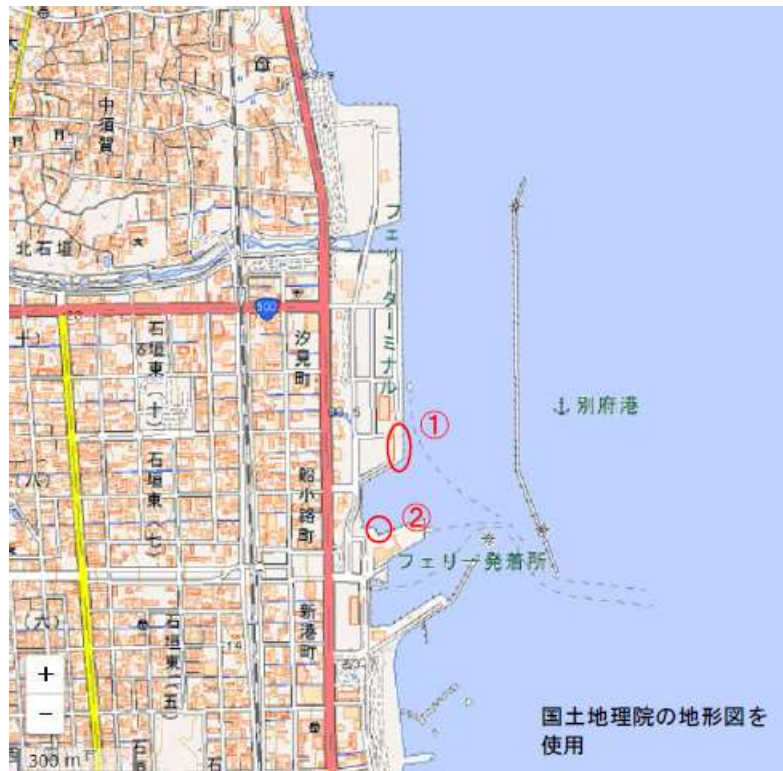 中須賀
北石垣
フェリーターミナル
500
汐見町
石垣東(十)
①
⚓別府港
(八)
石垣東(七)
船小路町
②
フェリー発着所
(六)
新港町
石垣東(五)
+
−
300 m
国土地理院の地形図を
使用